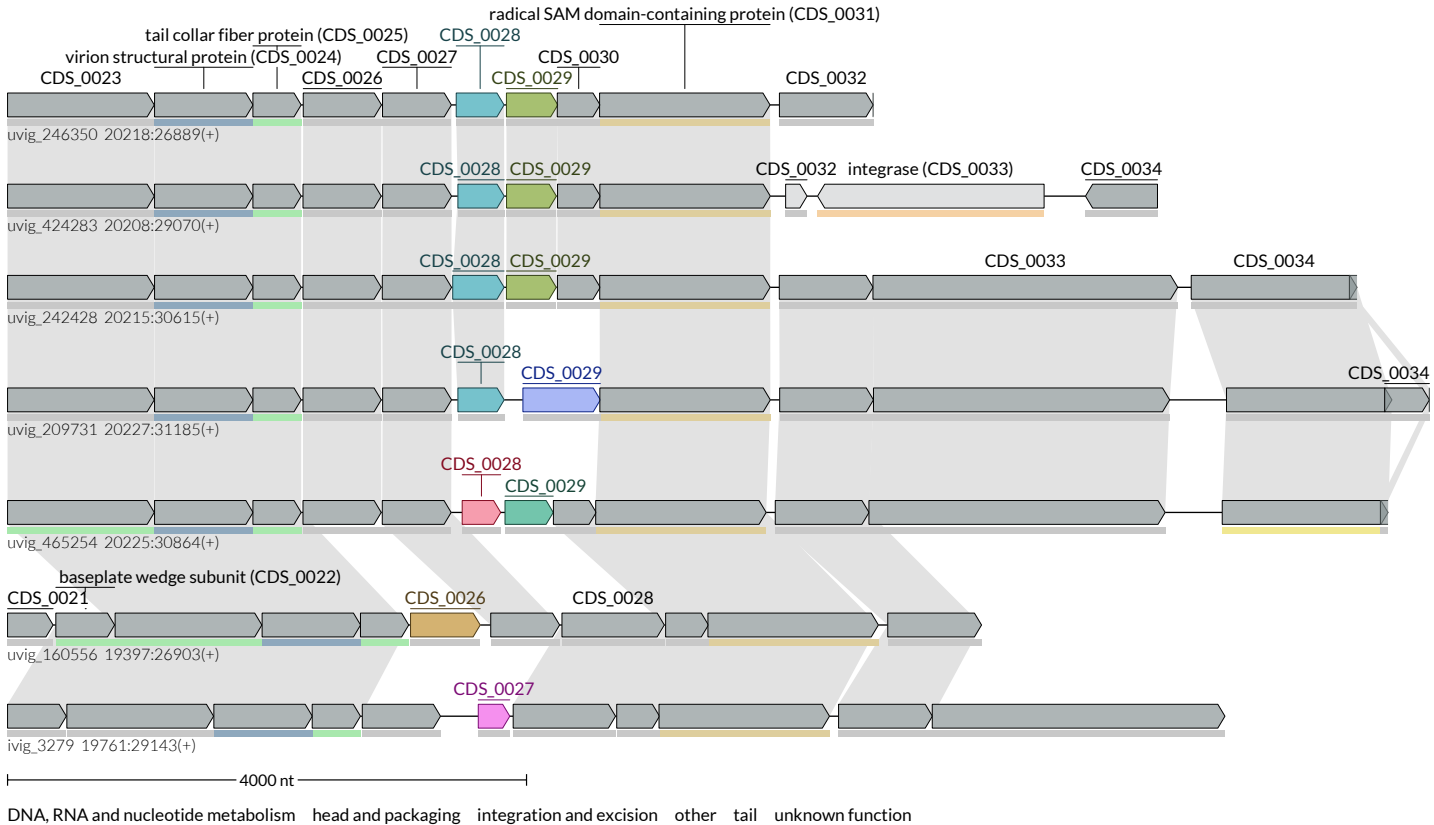 radical SAM domain-containing protein (CDS_0031)
tail collar fiber protein (CDS_0025) CDS_0028
virion structural protein (CDS_0024) CDS_0027 CDS_0030
CDS_0023 CDS_0026 CDS_0029 CDS_0032
uvig_246350 20218:26889(+)
CDS_0028 CDS_0029 CDS_0032 integrase (CDS_0033) CDS_0034
uvig_424283 20208:29070(+)
CDS_0028 CDS_0029 CDS_0033 CDS_0034
uvig_242428 20215:30615(+)
CDS_0028
CDS_0029 CDS_0034
uvig_209731 20227:31185(+)
CDS_0028
CDS_0029
uvig_465254 20225:30864(+)
baseplate wedge subunit (CDS_0022)
CDS_0021 CDS_0026 CDS_0028
uvig_160556 19397:26903(+)
CDS_0027
ivig_3279 19761:29143(+)
4000 nt
DNA, RNA and nucleotide metabolism head and packaging integration and excision other tail unknown function